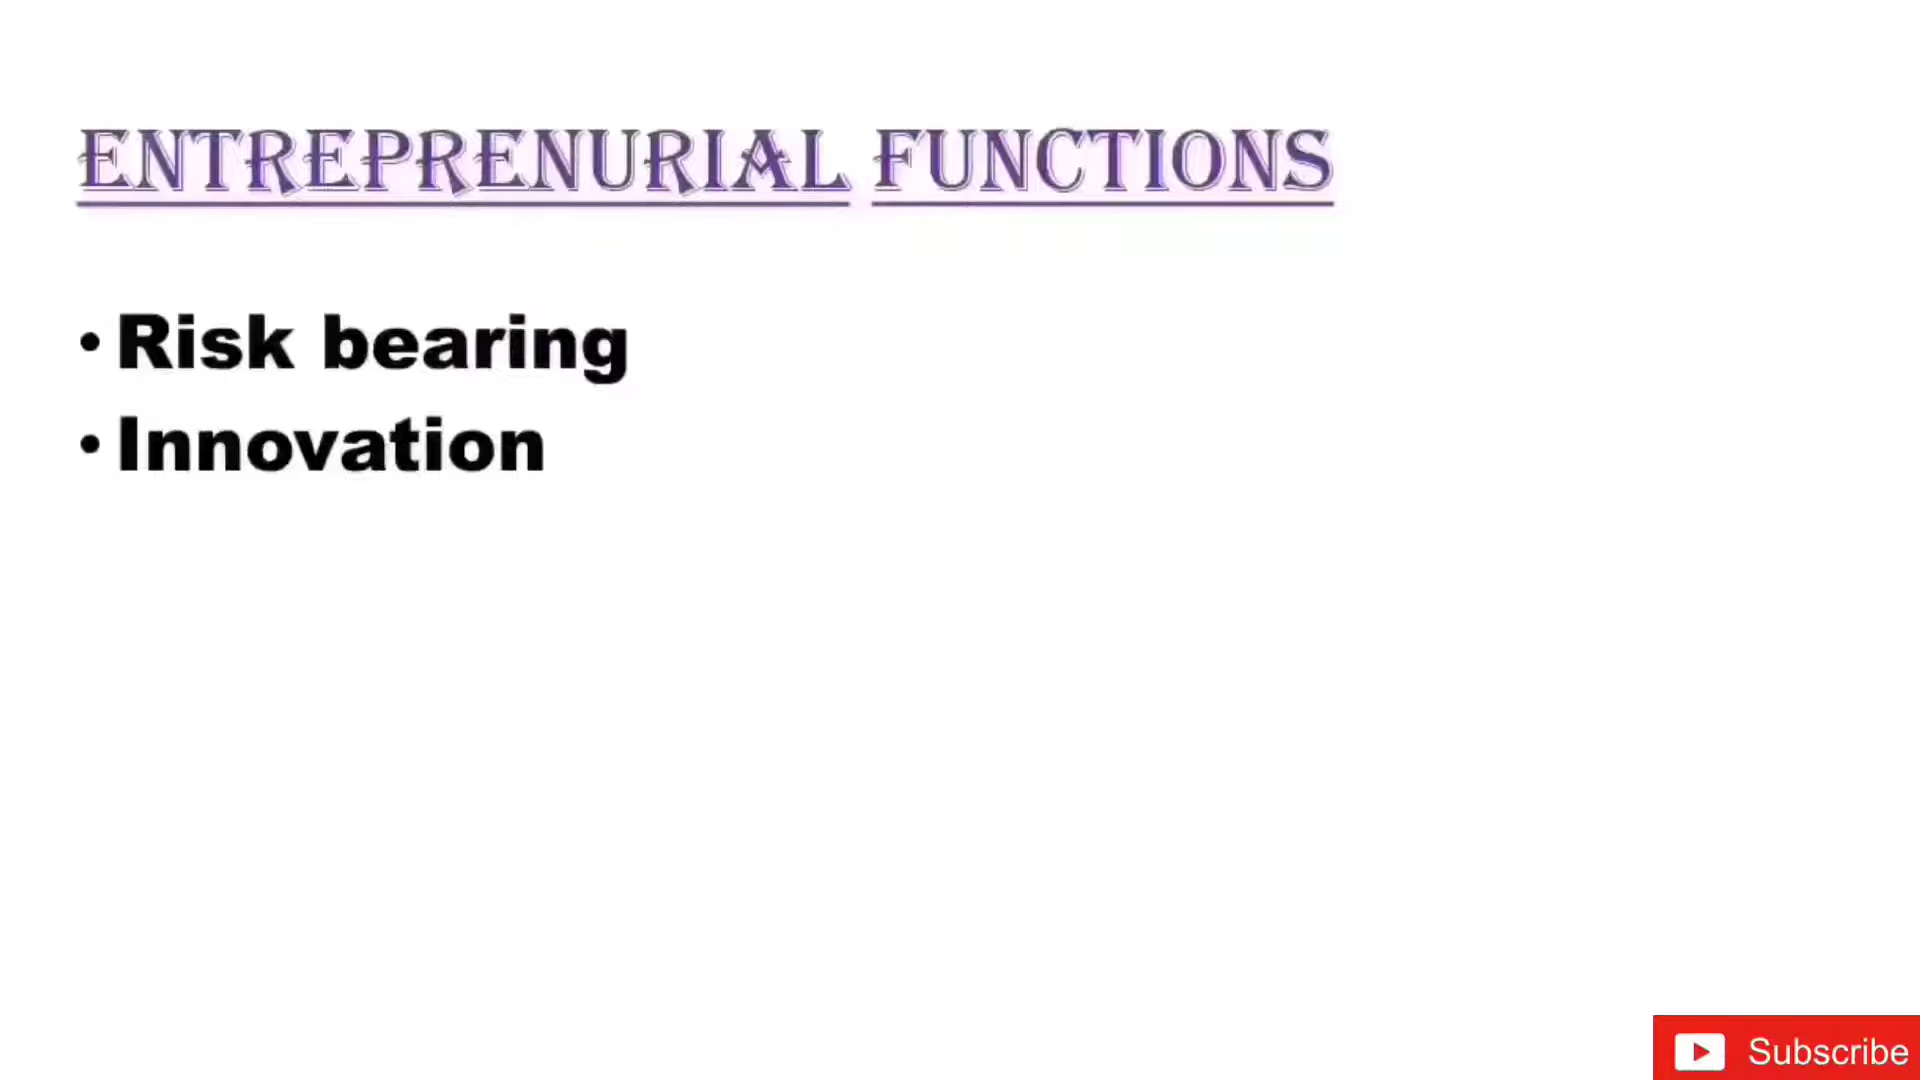 ENTREPRENURIAL FUNCTIONS
• Risk bearing
• Innovation
Subscribe